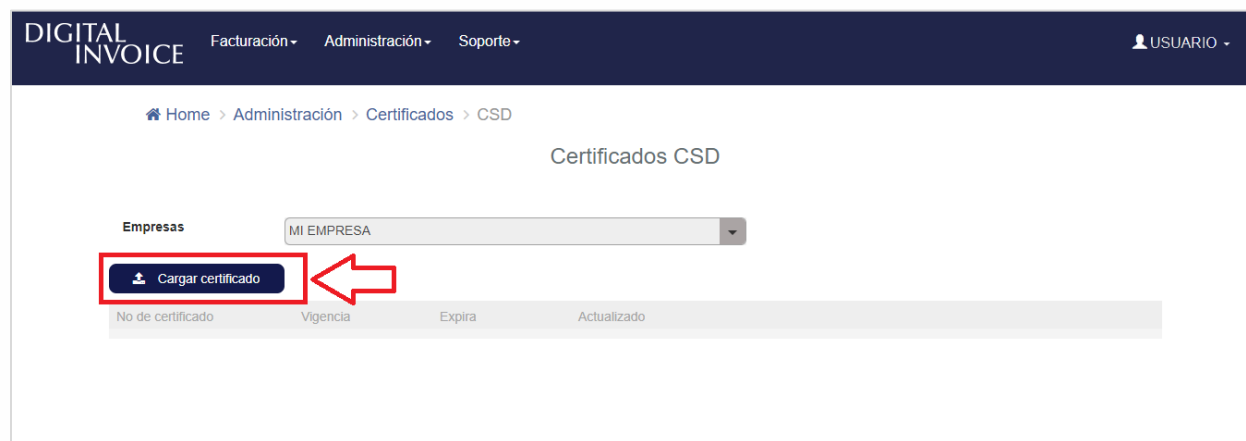 DIGITAL
INVOICE
Facturación Administración Soporte USUARIO
Home > Administración > Certificados > CSD
Certificados CSD
Empresas MI EMPRESA
Cargar certificado
No de certificado Vigencia Expira Actualizado